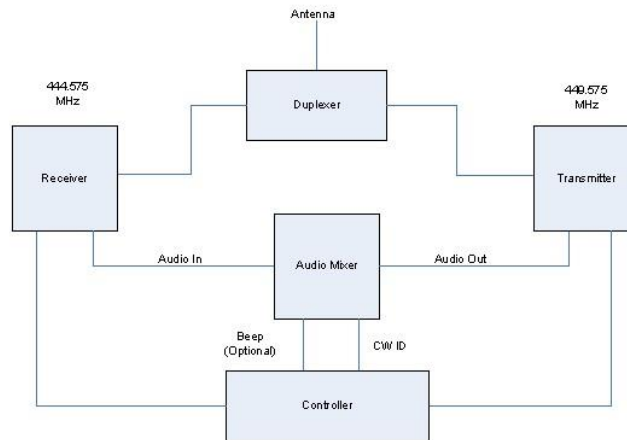 Antenna
444.575
MHz
449.575
MHz
Duplexer
Receiver
Transmitter
Audio In
Audio Mixer
Audio Out
Beep
(Optional)
CW ID
Controller